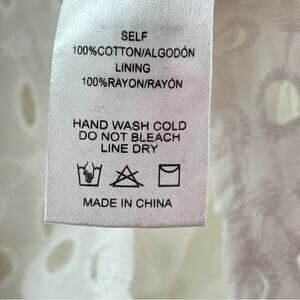 SELF
100%COTTON/ALGODÓN
LINING
100%RAYON/RAYÓN
HAND WASH COLD
DO NOT BLEACH
LINE DRY
MADE IN CHINA